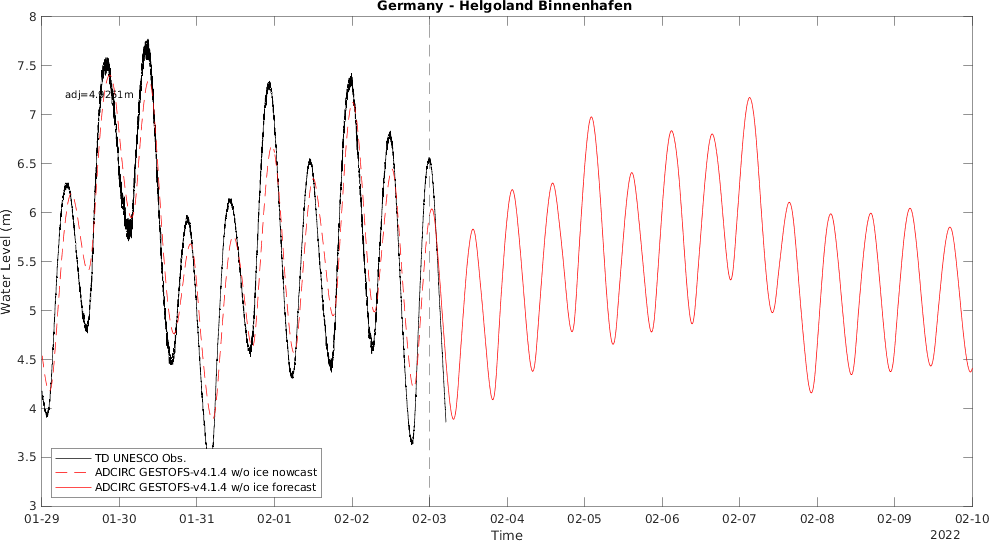 Germany - Helgoland Binnenhafen
8
7.5
7
6.5
6
5.5
5
4.5
4
3.5
3
Water Level (m)
TD UNESCO Obs.
ADCIRC GESTOFS-v4.1.4 w/o ice nowcast
ADCIRC GESTOFS-v4.1.4 w/o ice forecast
01-29 01-30 01-31 02-01 02-02 02-03 02-04 02-05 02-06 02-07 02-08 02-09 02-10
Time
2022